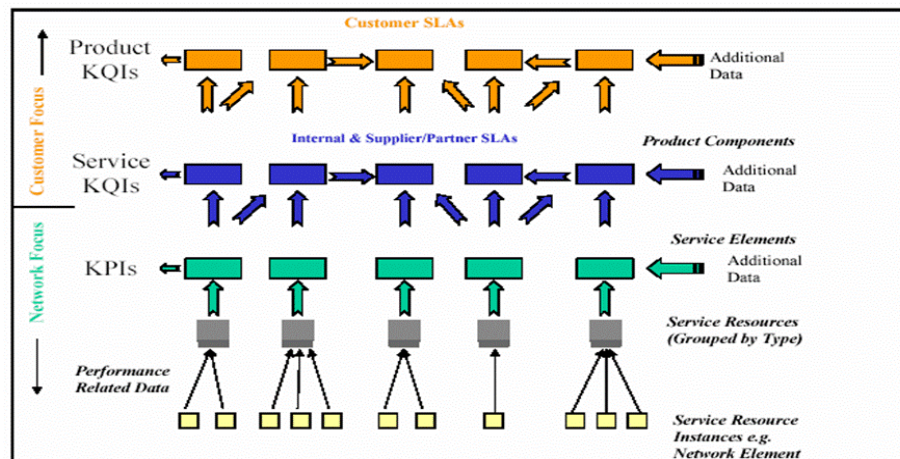 Customer SLAs
Product
KQIs
Additional
Data
Customer Focus
Internal & Supplier/Partner SLAs
Product Components
Service
KQIs
Additional
Data
Network Focus
Service Elements
KPIs
Additional
Data
Service Resources
(Grouped by Type)
Performance
Related Data
Service Resource
Instances e.g.
Network Element